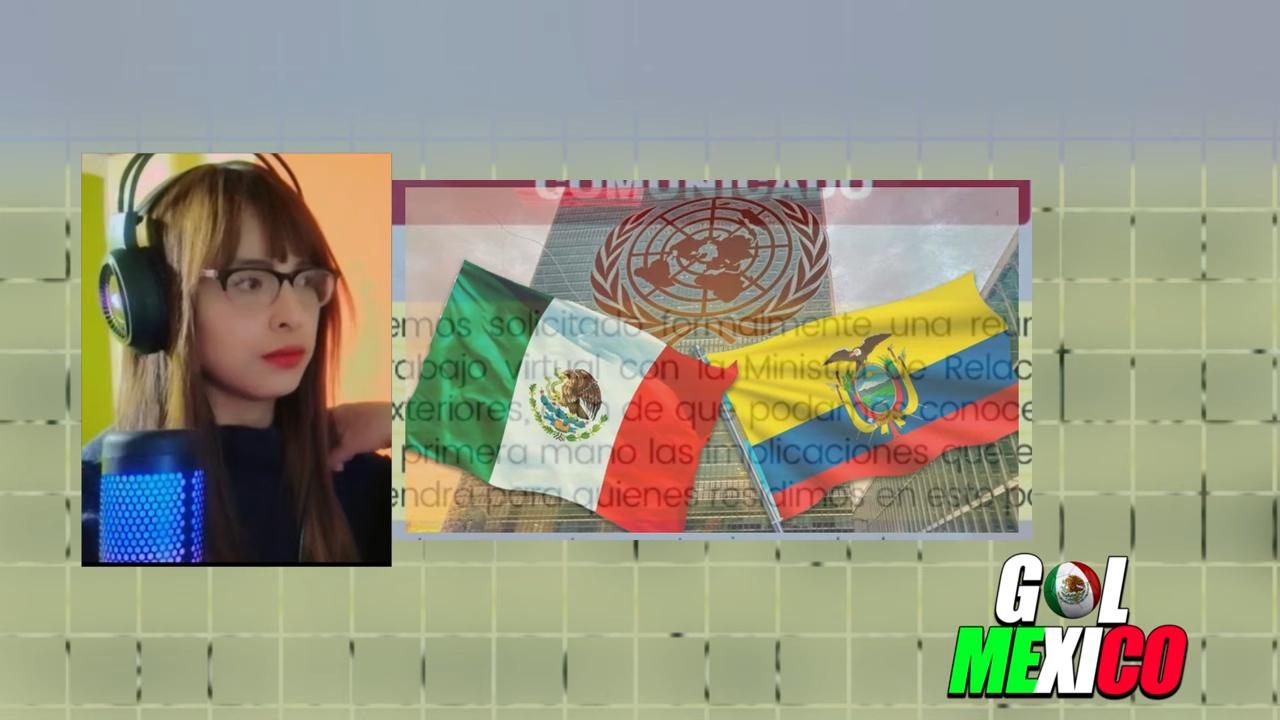 COMUNICADO
emos solicitado formalmente una reun
rabajo virtual con la Ministra de Relac
xteriores, fin de que podamos conoce
primera mano las implicaciones que e
endrá para quienes residimos en este pa
GOL
MEXICO